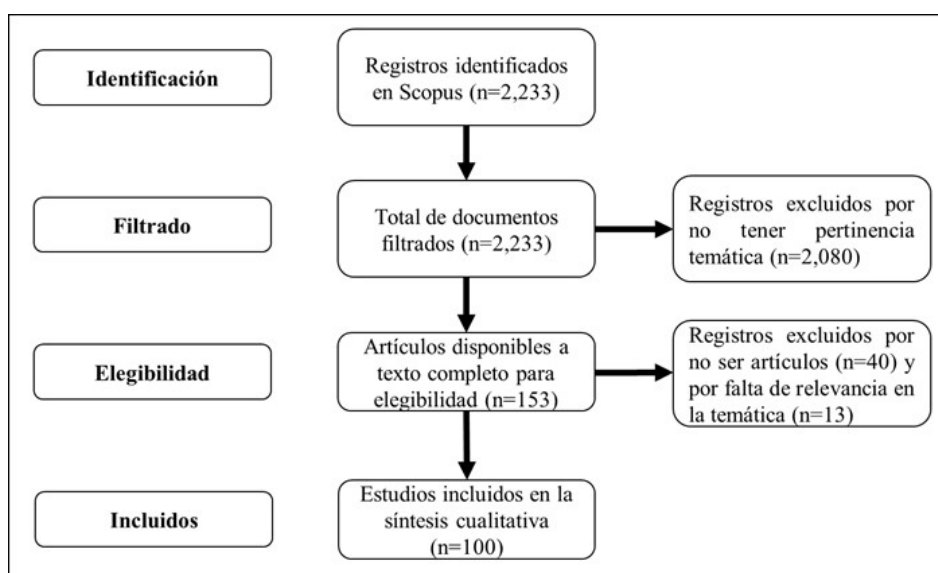 Identificación
Registros identificados
en Scopus (n=2,233)
Filtrado
Total de documentos
filtrados (n=2,233)
Registros excluidos por
no tener pertinencia
temática (n=2,080)
Elegibilidad
Artículos disponibles a
texto completo para
elegibilidad (n=153)
Registros excluidos por
no ser artículos (n=40) y
por falta de relevancia en
la temática (n=13)
Incluidos
Estudios incluidos en la
síntesis cualitativa
(n=100)